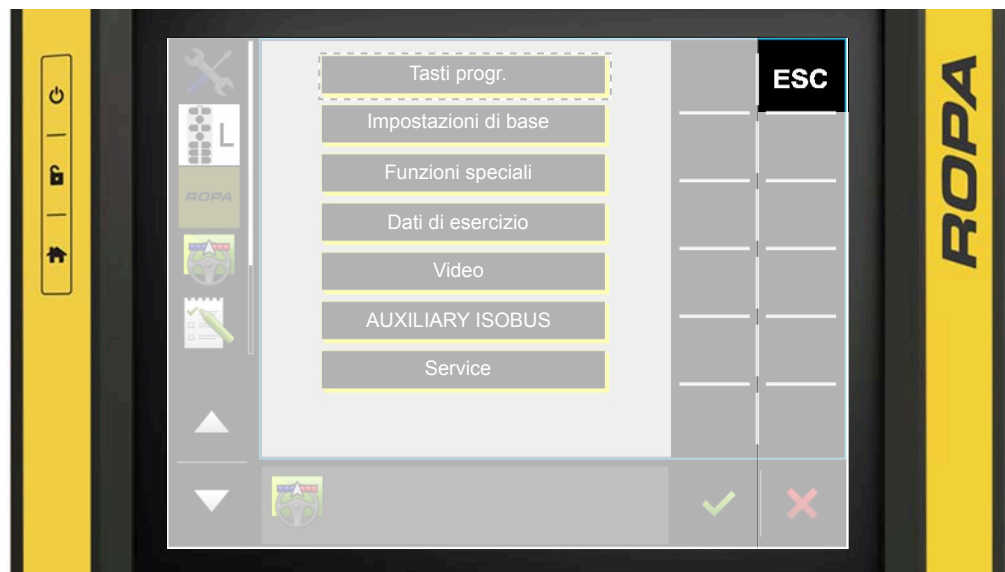 Tasti progr.
ESC
Impostazioni di base
L
Funzioni speciali
ROPA
Dati di esercizio
Video
AUXILIARY ISOBUS
Service
ROPA